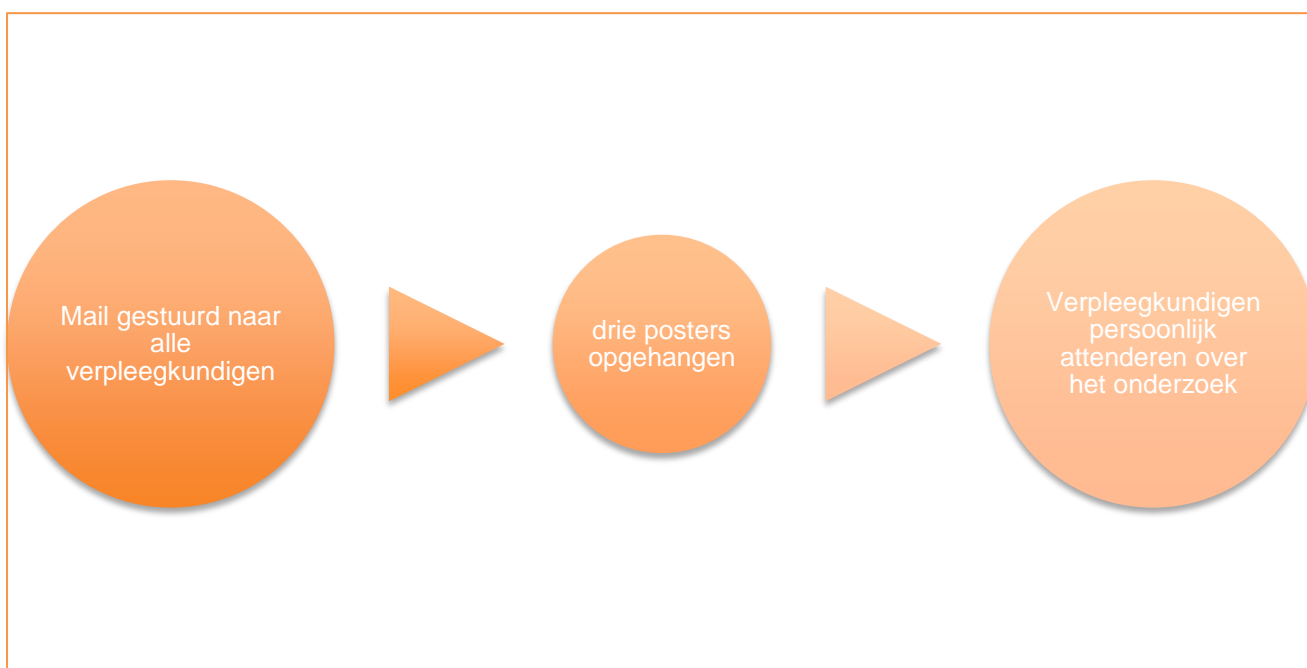 Mail gestuurd naar
alle
verpleegkundigen
drie posters
opgehangen
Verpleegkundigen
persoonlijk
attenderen over
het onderzoek